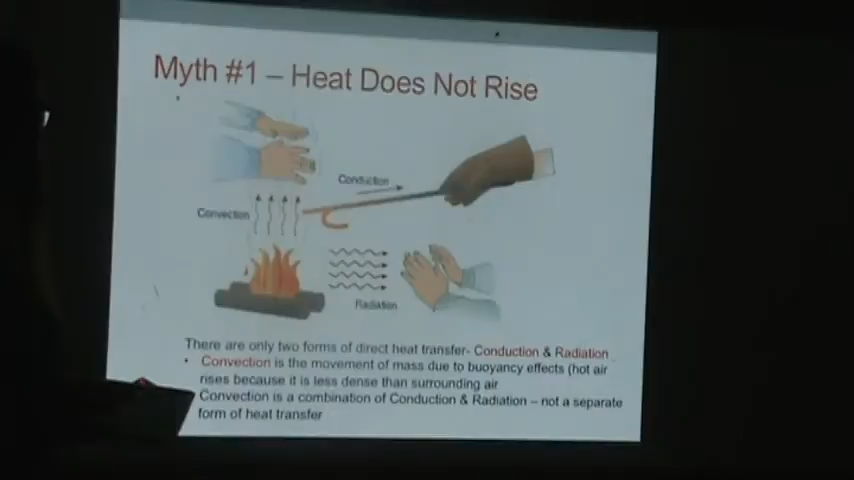 Myth #1 – Heat Does Not Rise
Conduction
Convection
Radiation
There are only two forms of direct heat transfer- Conduction & Radiation
• Convection is the movement of mass due to buoyancy effects (hot air
rises because it is less dense than surrounding air
Convection is a combination of Conduction & Radiation – not a separate
form of heat transfer